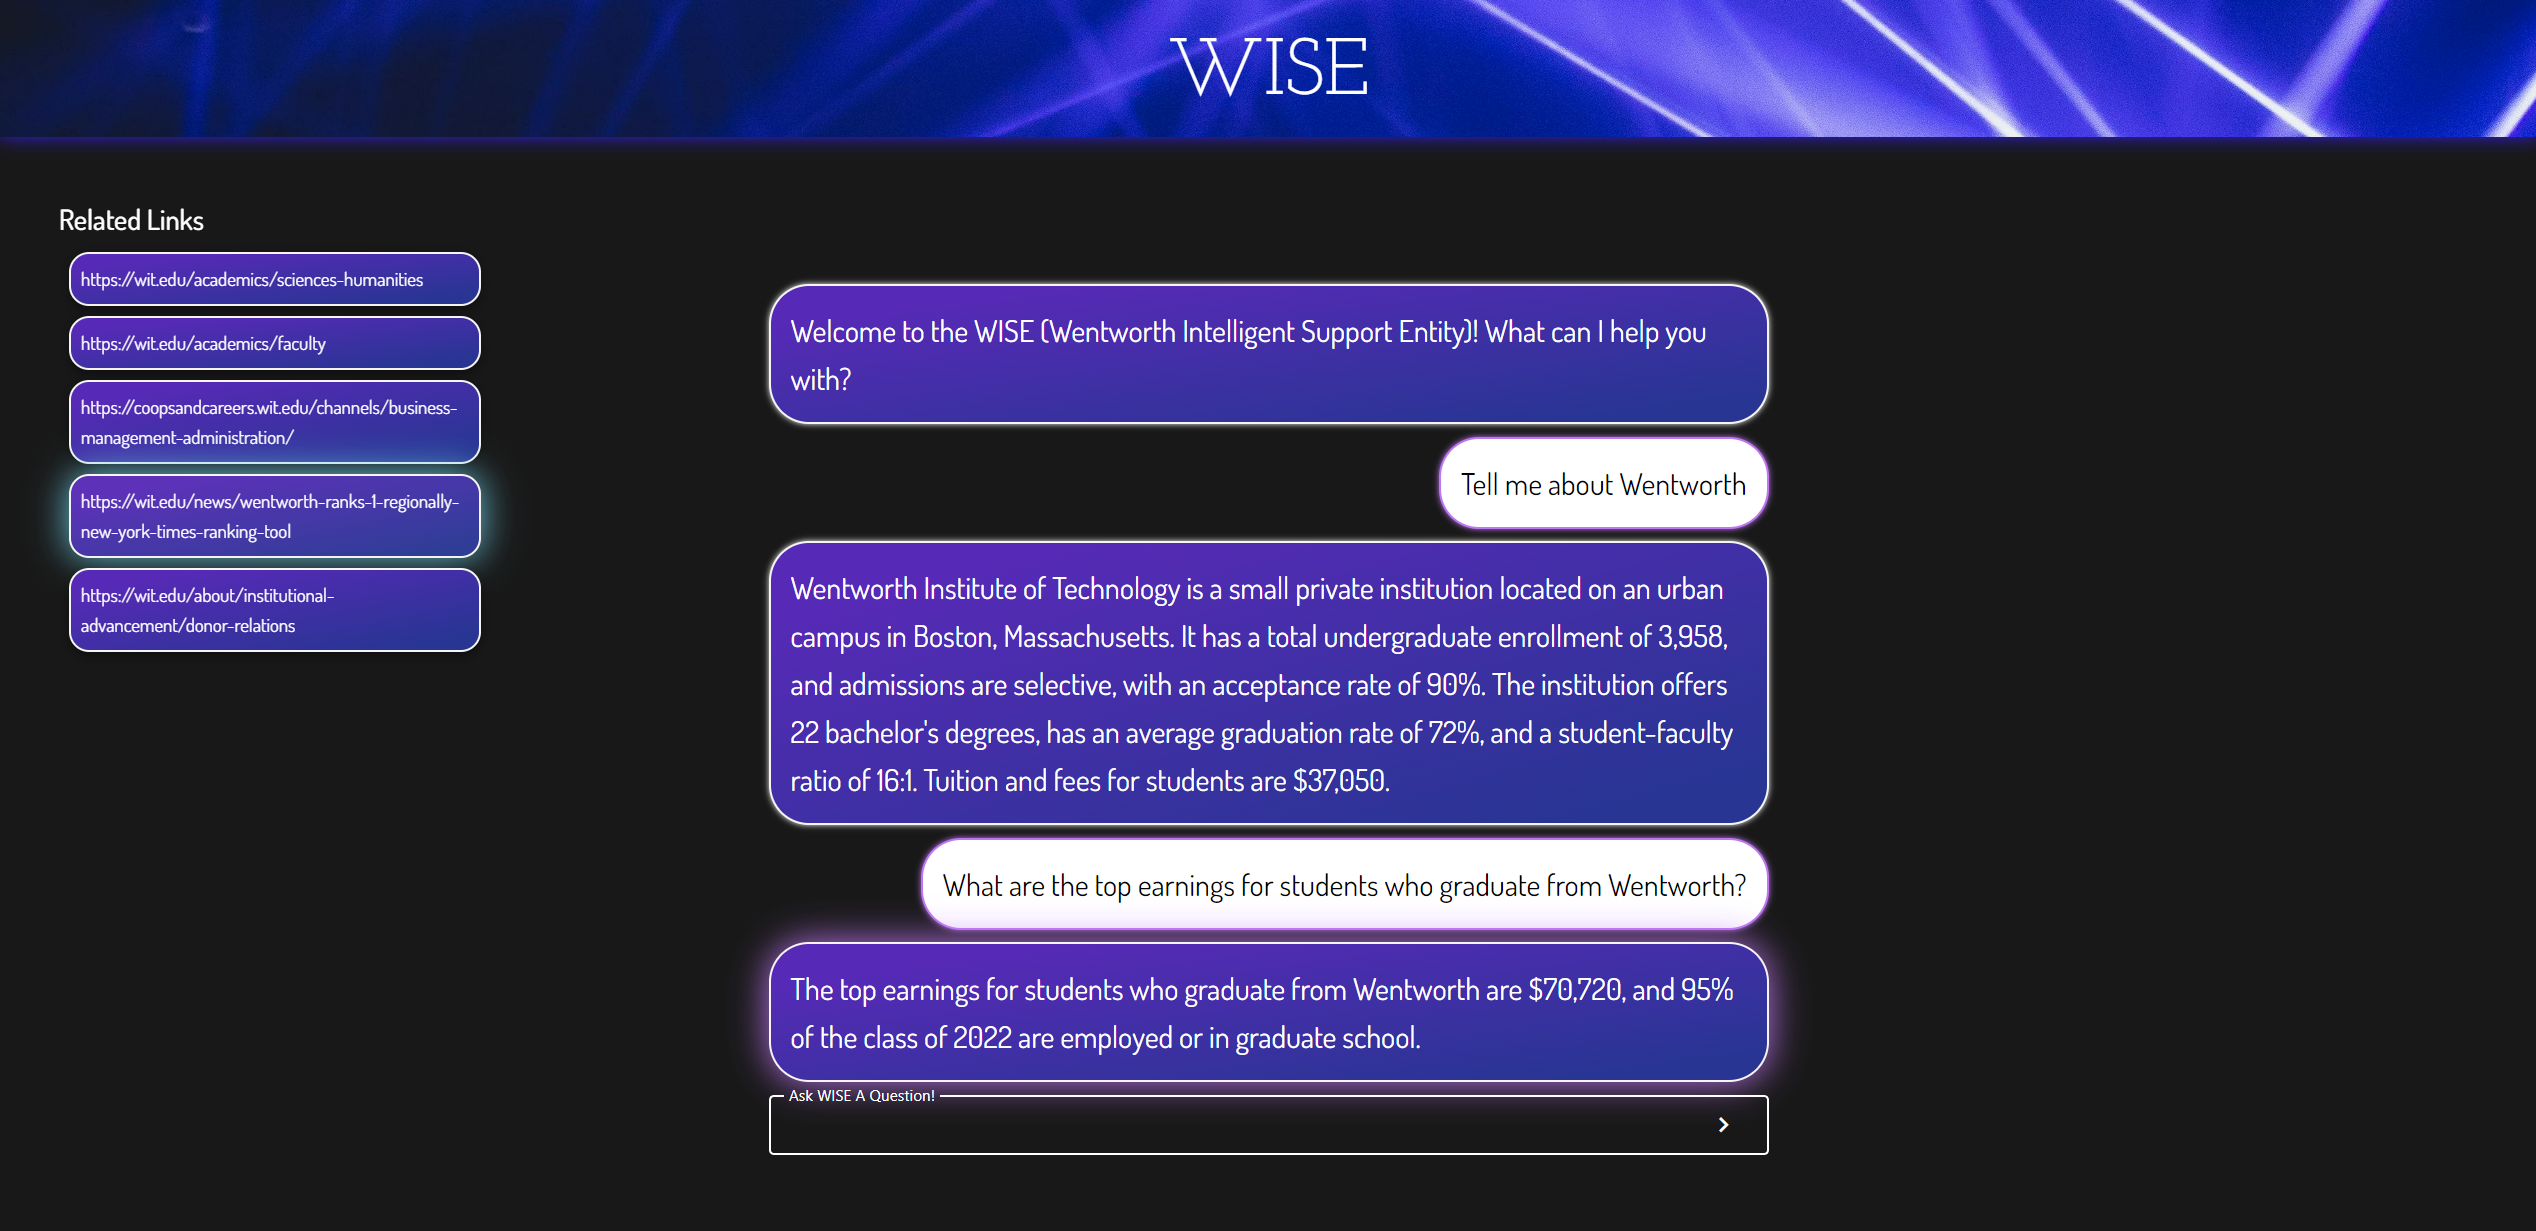 WISE
Related Links
https://wit.edu/academics/sciences-humanities
https://wit.edu/academics/faculty
https://coopsandcareers.wit.edu/channels/business-
management-administration/
https://wit.edu/news/wentworth-ranks-1-regionally-
new-york-times-ranking-tool
https://wit.edu/about/institutional-
advancement/donor-relations
Welcome to the WISE (Wentworth Intelligent Support Entity)! What can I help you
with?
Tell me about Wentworth
Wentworth Institute of Technology is a small private institution located on an urban
campus in Boston, Massachusetts. It has a total undergraduate enrollment of 3,958,
and admissions are selective, with an acceptance rate of 90%. The institution offers
22 bachelor's degrees, has an average graduation rate of 72%, and a student-faculty
ratio of 16:1. Tuition and fees for students are $37,050.
What are the top earnings for students who graduate from Wentworth?
The top earnings for students who graduate from Wentworth are $70,720, and 95%
of the class of 2022 are employed or in graduate school.
Ask WISE A Question!